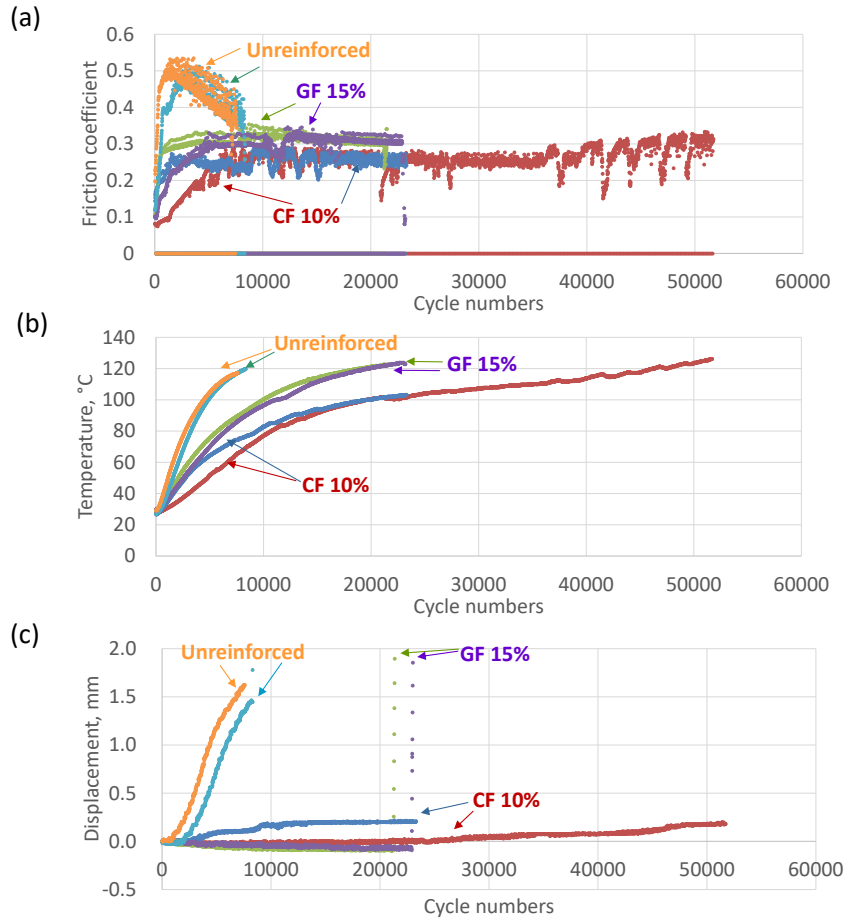 (a)
0.6
0.5
0.4
0.3
0.2
0.1
0
Friction coefficient
Unreinforced
GF 15%
CF 10%
0 10000 20000 30000 40000 50000 60000
Cycle numbers
(b)
140
120
100
80
60
40
20
0
Temperature, °C
Unreinforced
GF 15%
CF 10%
0 10000 20000 30000 40000 50000 60000
Cycle numbers
(c)
2.0
1.5
1.0
0.5
0.0
-0.5
Displacement, mm
Unreinforced
GF 15%
CF 10%
0 10000 20000 30000 40000 50000 60000
Cycle numbers